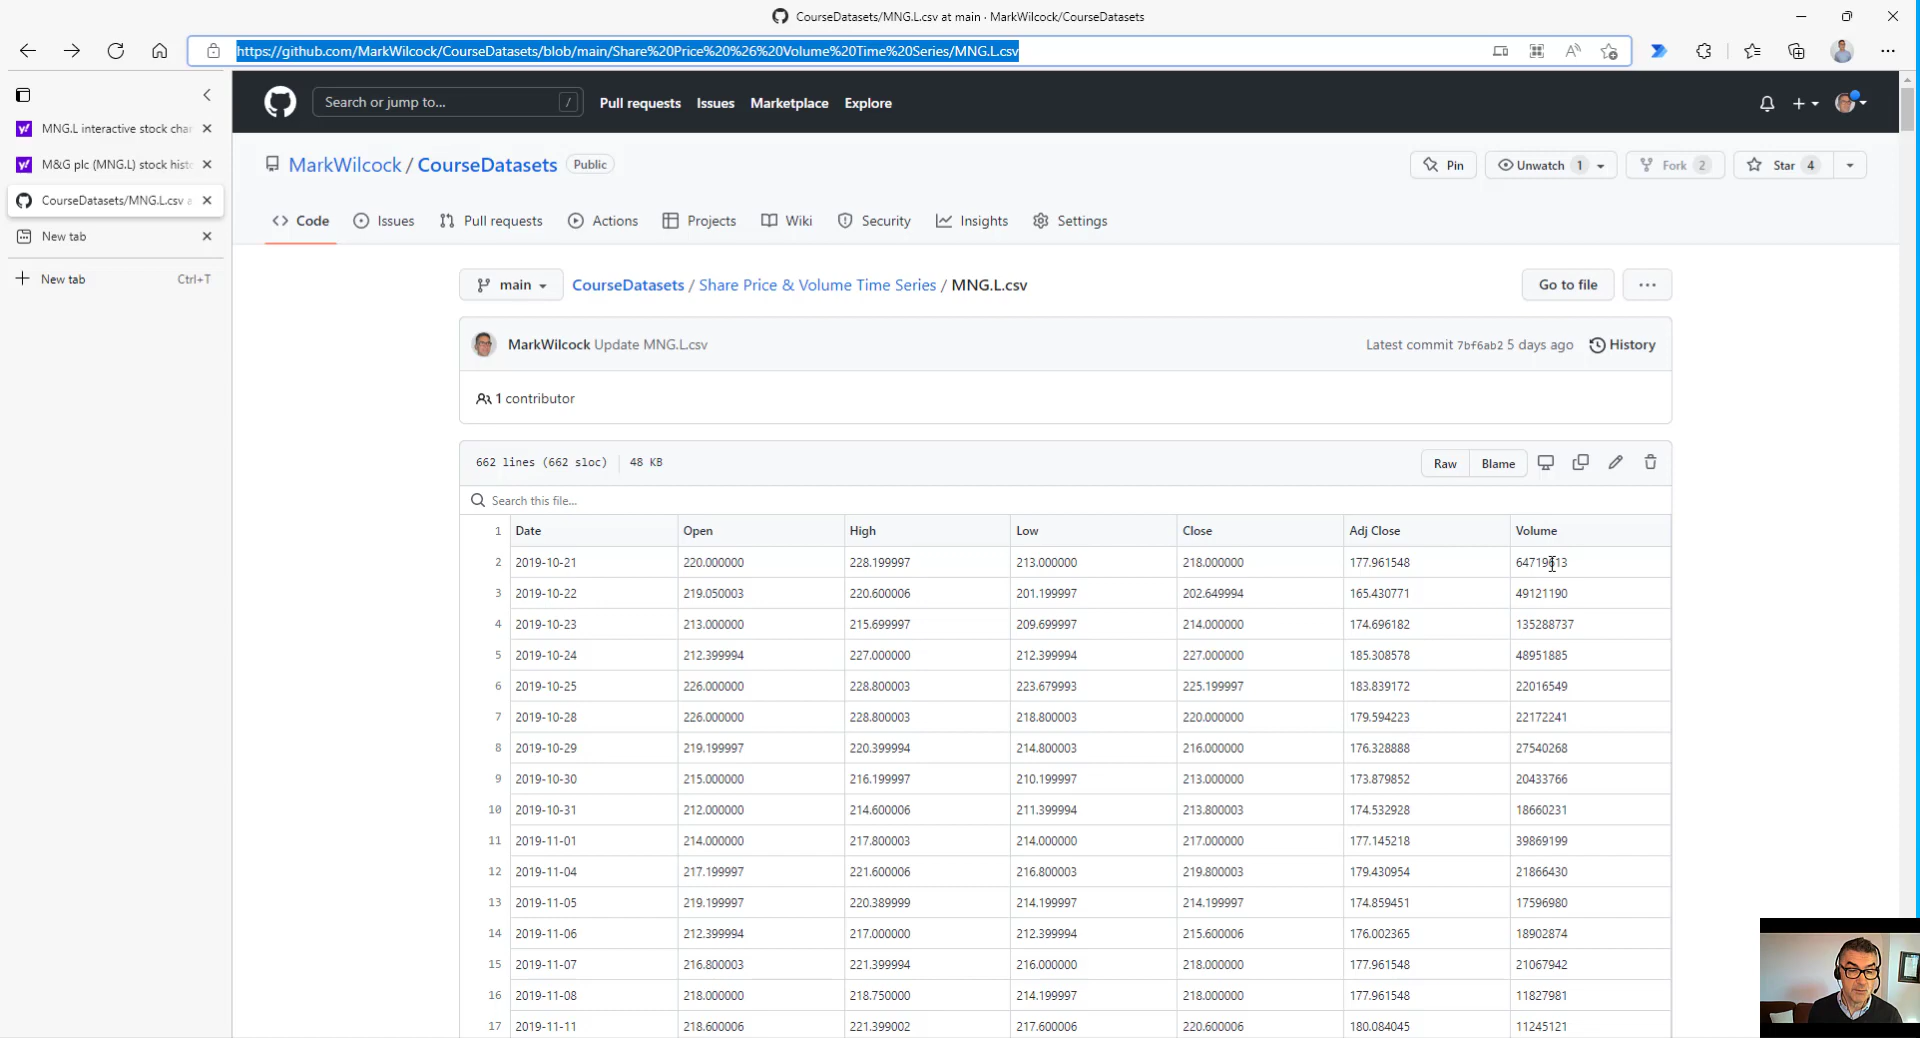 CourseDatasets/MNG.L.csv at main · MarkWilcock/CourseDatasets
https://github.com/MarkWilcock/CourseDatasets/blob/main/Share%20Price%20%26%20Volume%20Time%20Series/MNG.L.csv
MNG.L interactive stock cha
M&G plc (MNG.L) stock hist
CourseDatasets/MNG.L.csv a
New tab
New tab Ctrl+T
Search or jump to... /
Pull requests Issues Marketplace Explore
MarkWilcock / CourseDatasets Public
Pin Unwatch 1 Fork 2 Star 4
Code Issues Pull requests Actions Projects Wiki Security Insights Settings
main CourseDatasets / Share Price & Volume Time Series / MNG.L.csv Go to file ...
MarkWilcock Update MNG.L.csv Latest commit 7bf6ab2 5 days ago History
1 contributor
662 lines (662 sloc) 48 KB Raw Blame
Search this file...
1 Date Open High Low Close Adj Close Volume
2 2019-10-21 220.000000 228.199997 213.000000 218.000000 177.961548 64719613
3 2019-10-22 219.050003 220.600006 201.199997 202.649994 165.430771 49121190
4 2019-10-23 213.000000 215.699997 209.699997 214.000000 174.696182 135288737
5 2019-10-24 212.399994 227.000000 212.399994 227.000000 185.308578 48951885
6 2019-10-25 226.000000 228.800003 223.679993 225.199997 183.839172 22016549
7 2019-10-28 226.000000 228.800003 218.800003 220.000000 179.594223 22172241
8 2019-10-29 219.199997 220.399994 214.800003 216.000000 176.328888 27540268
9 2019-10-30 215.000000 216.199997 210.199997 213.000000 173.879852 20433766
10 2019-10-31 212.000000 214.600006 211.399994 213.800003 174.532928 18660231
11 2019-11-01 214.000000 217.800003 214.000000 217.000000 177.145218 39869199
12 2019-11-04 217.199997 221.600006 216.800003 219.800003 179.430954 21866430
13 2019-11-05 219.199997 220.389999 214.199997 214.199997 174.859451 17596980
14 2019-11-06 212.399994 217.000000 212.399994 215.600006 176.002365 18902874
15 2019-11-07 216.800003 221.399994 216.000000 218.000000 177.961548 21067942
16 2019-11-08 218.000000 218.750000 214.199997 218.000000 177.961548 11827981
17 2019-11-11 218.600006 221.399002 217.600006 220.600006 180.084045 11245121